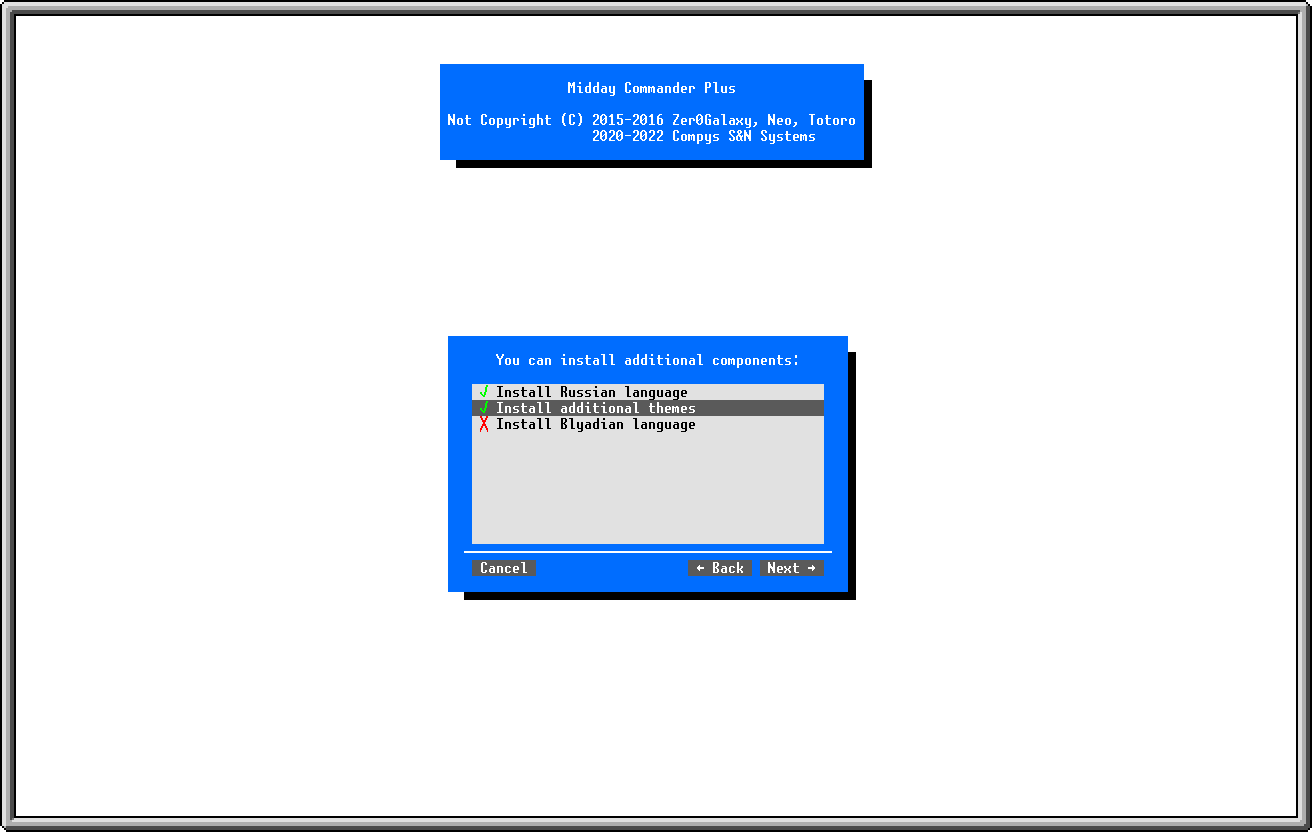 Midday Commander Plus
Not Copyright (C) 2015-2016 Zer0Galaxy, Neo, Totoro
2020-2022 Compys S&N Systems
You can install additional components:
√ Install Russian language
√ Install additional themes
X Install Blyadian language
Cancel
← Back
Next →